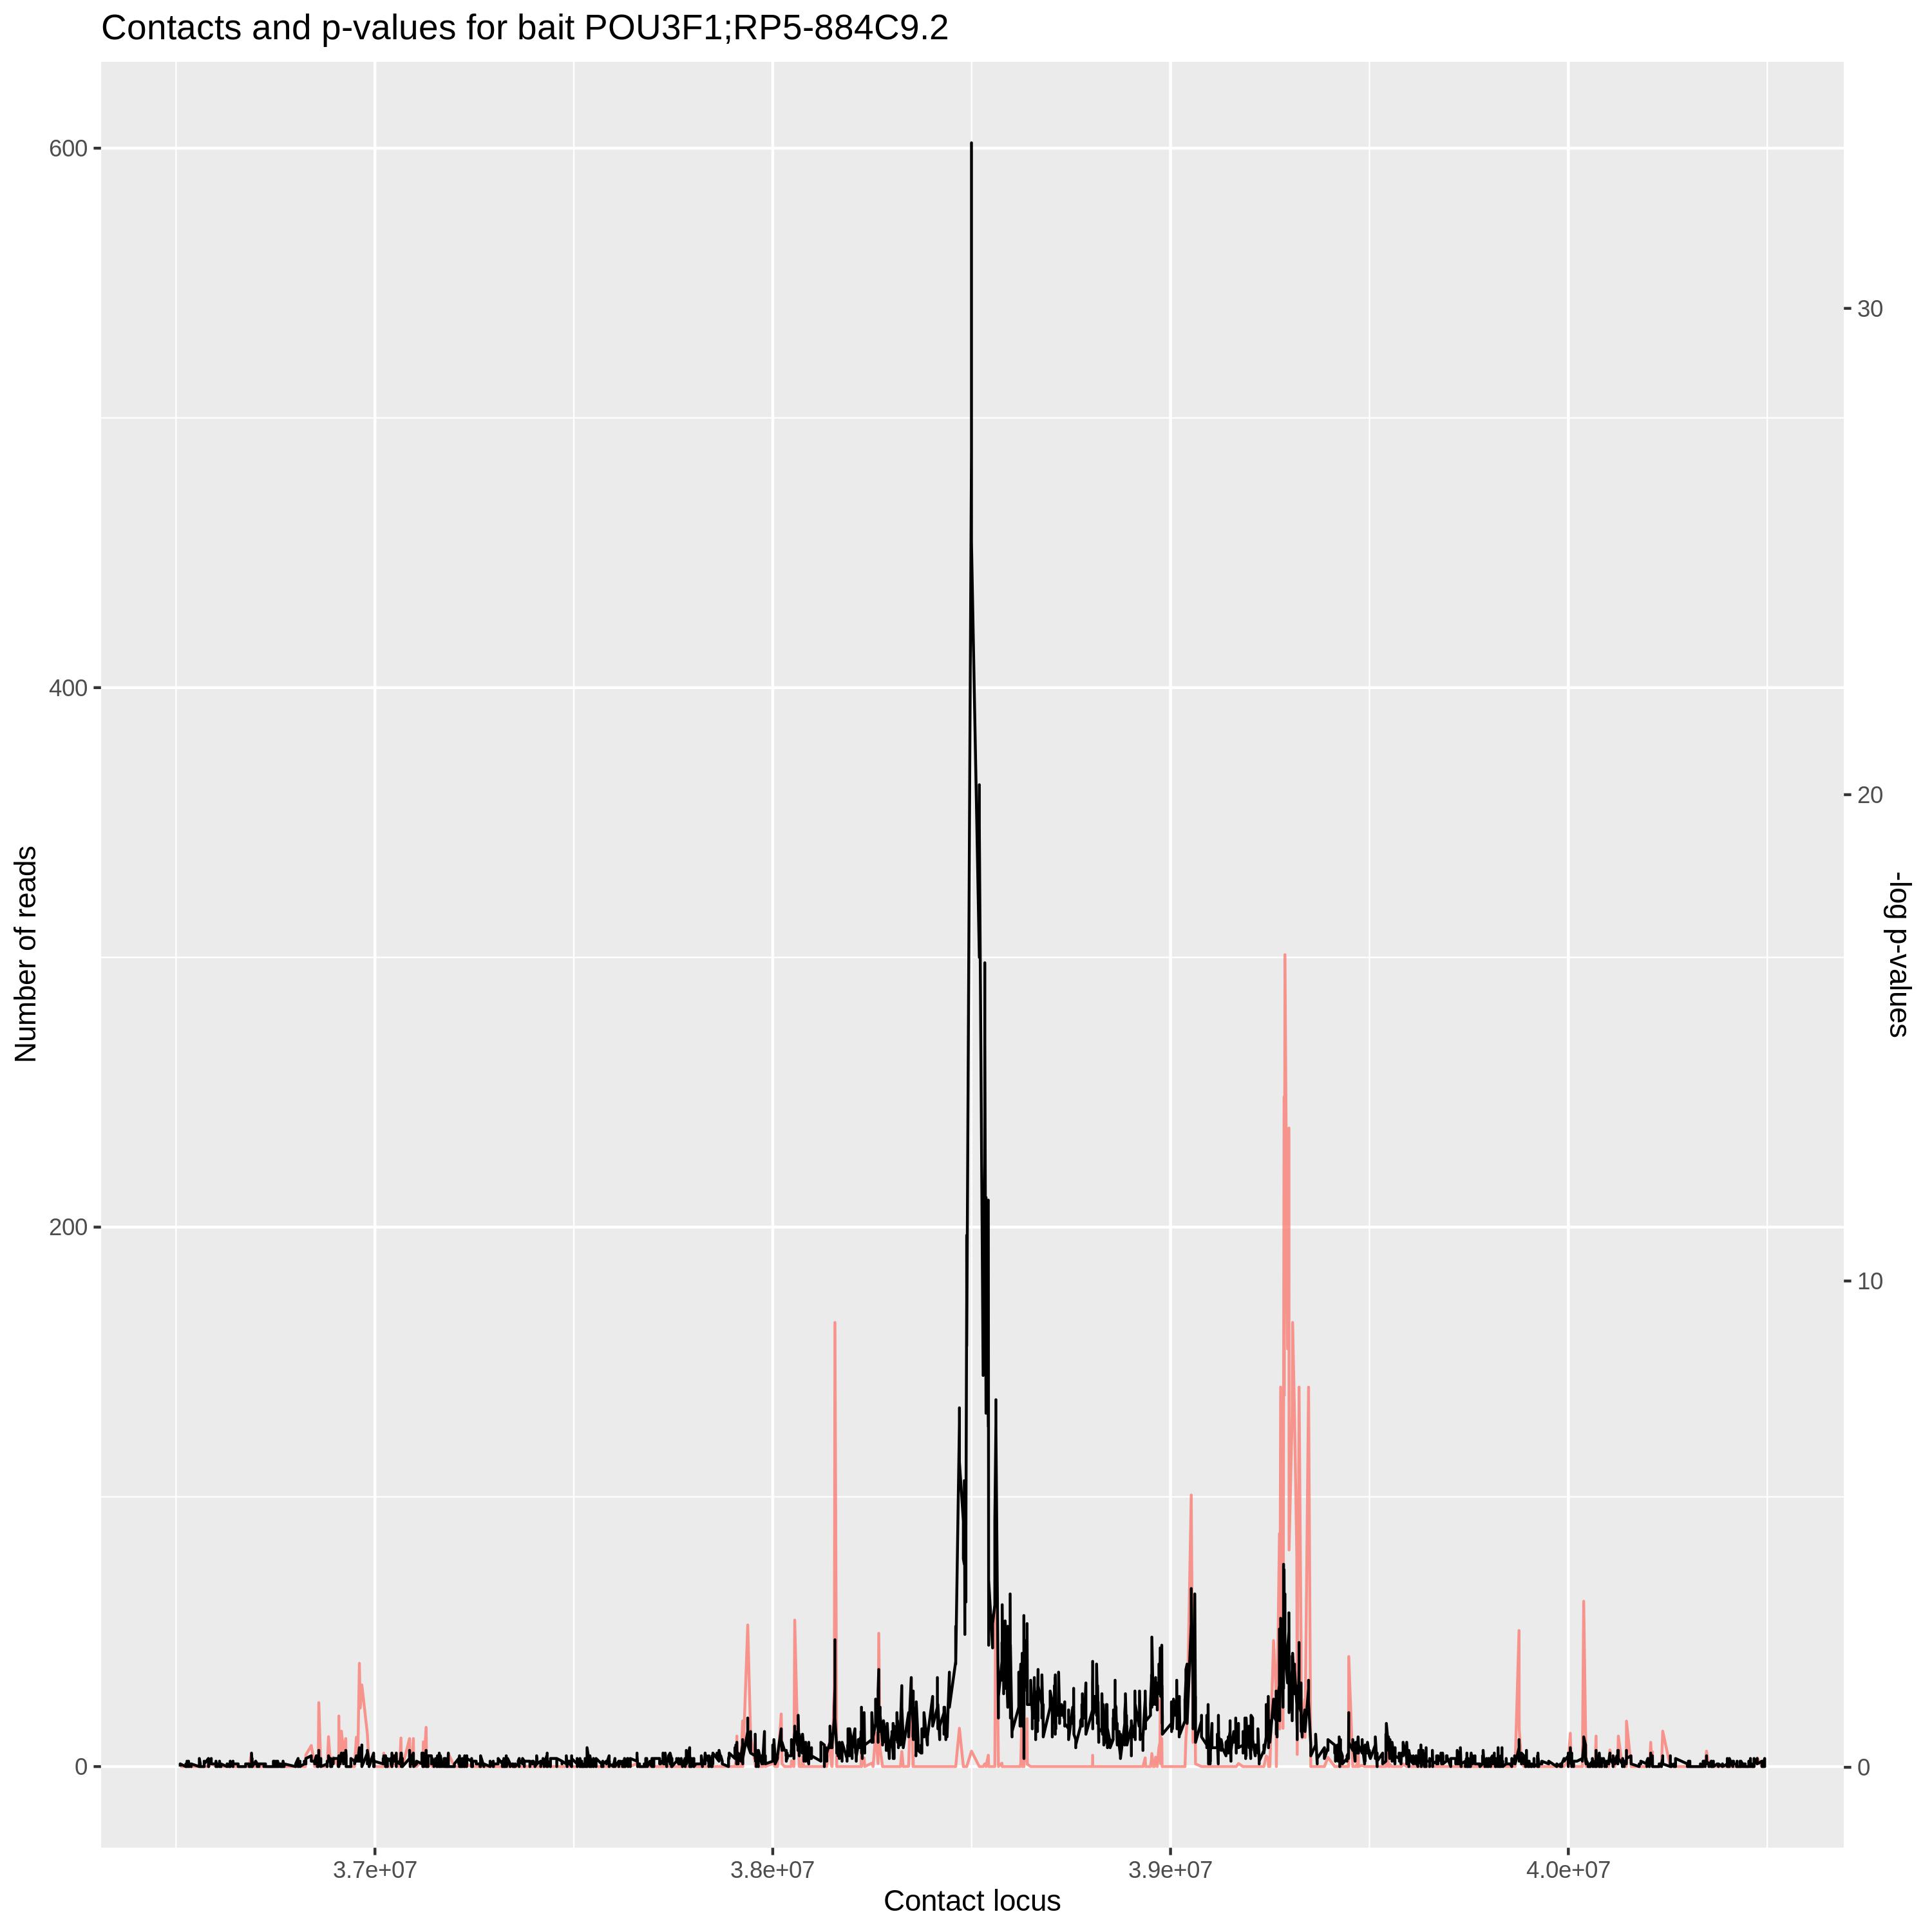 Contacts and p-values for bait POU3F1;RP5-884C9.2
600
400
200
0
Number of reads
30
20
10
0
-log p-values
3.7e+07 3.8e+07 3.9e+07 4.0e+07
Contact locus